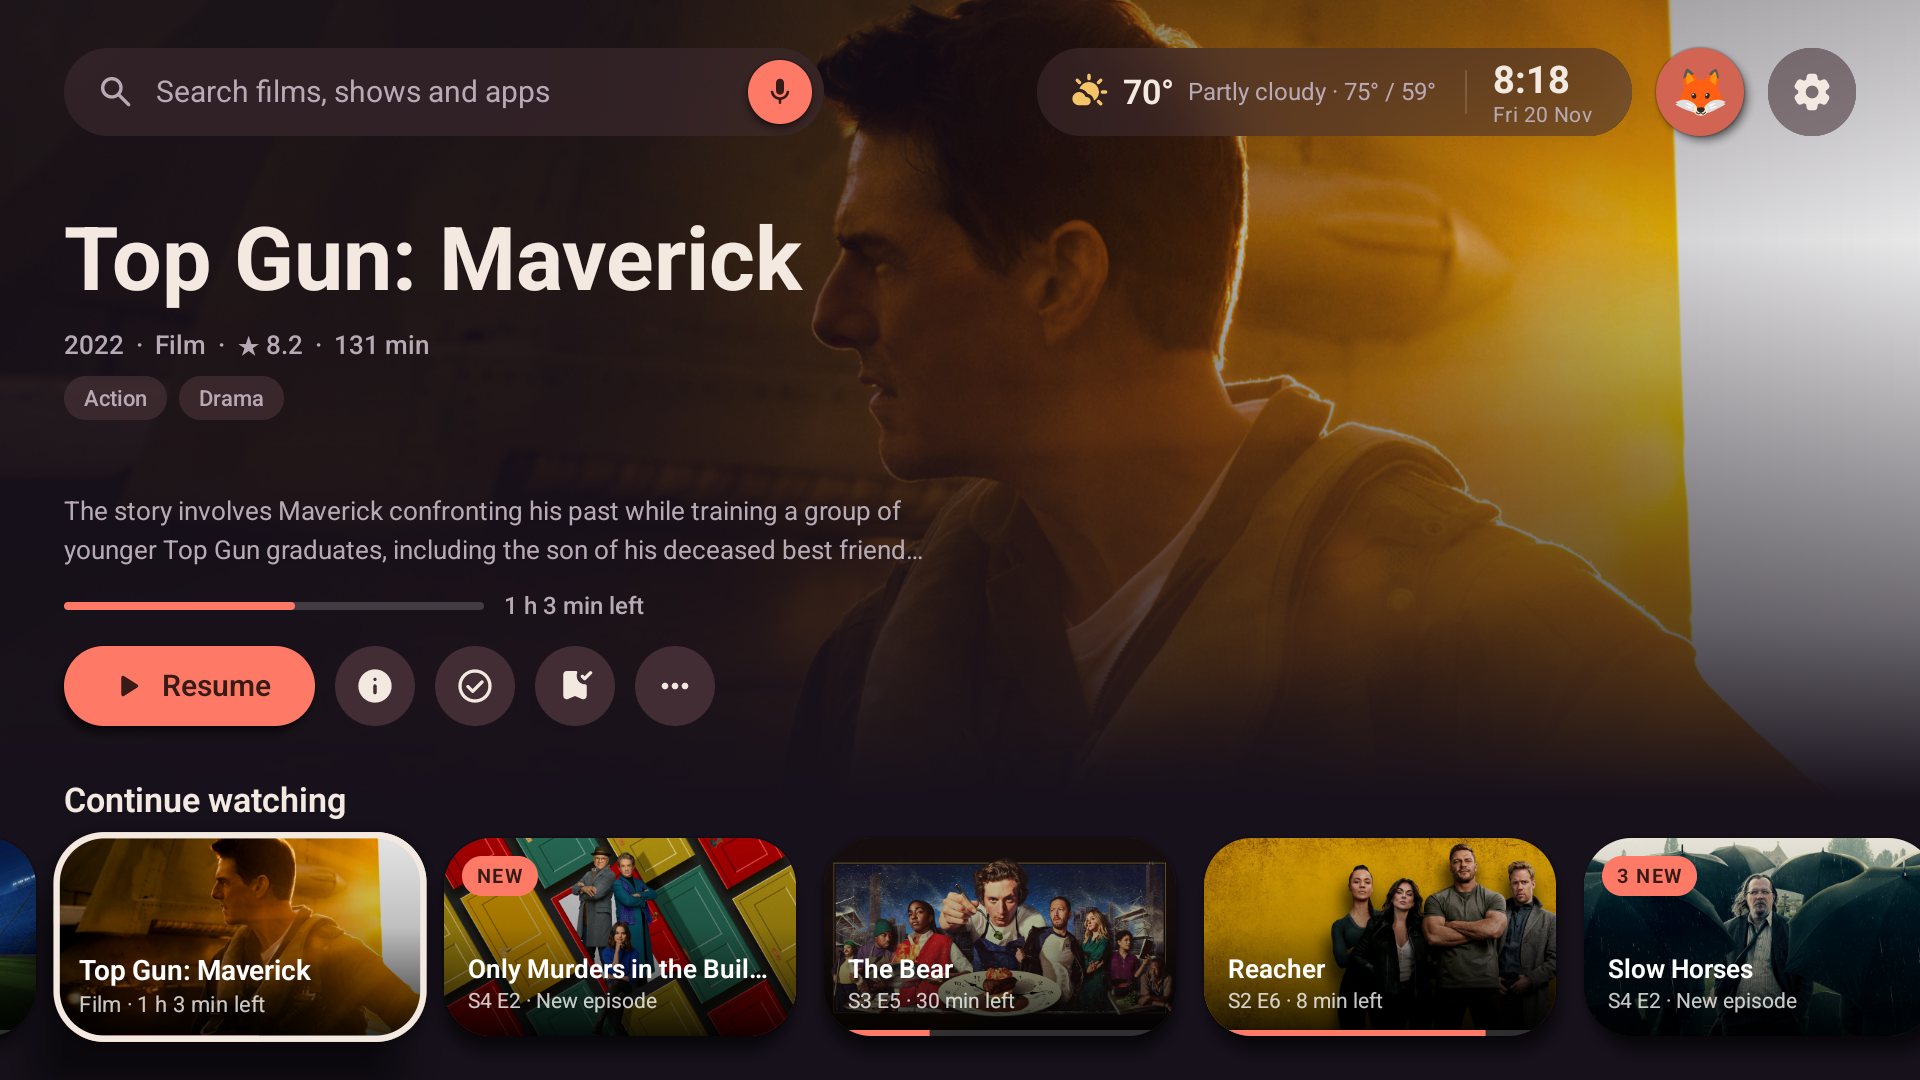 Search films, shows and apps
70° Partly cloudy · 75° / 59°
8:18
Fri 20 Nov
Top Gun: Maverick
2022 · Film · ★ 8.2 · 131 min
Action Drama
The story involves Maverick confronting his past while training a group of
younger Top Gun graduates, including the son of his deceased best friend…
1 h 3 min left
Resume
Continue watching
Top Gun: Maverick
Film · 1 h 3 min left
NEW
Only Murders in the Buil…
S4 E2 · New episode
The Bear
S3 E5 · 30 min left
Reacher
S2 E6 · 8 min left
3 NEW
Slow Horses
S4 E2 · New episode